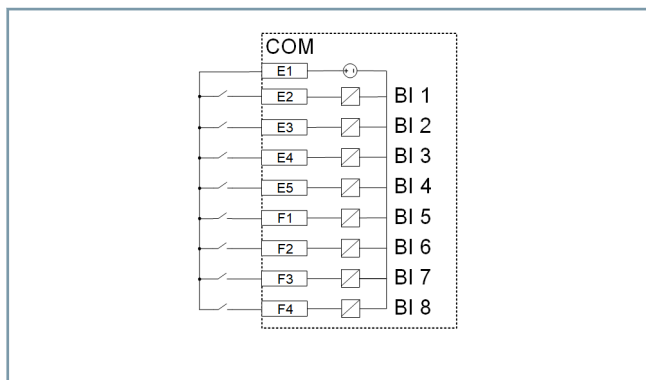 COM
E1
E2 BI 1
E3 BI 2
E4 BI 3
E5 BI 4
F1 BI 5
F2 BI 6
F3 BI 7
F4 BI 8